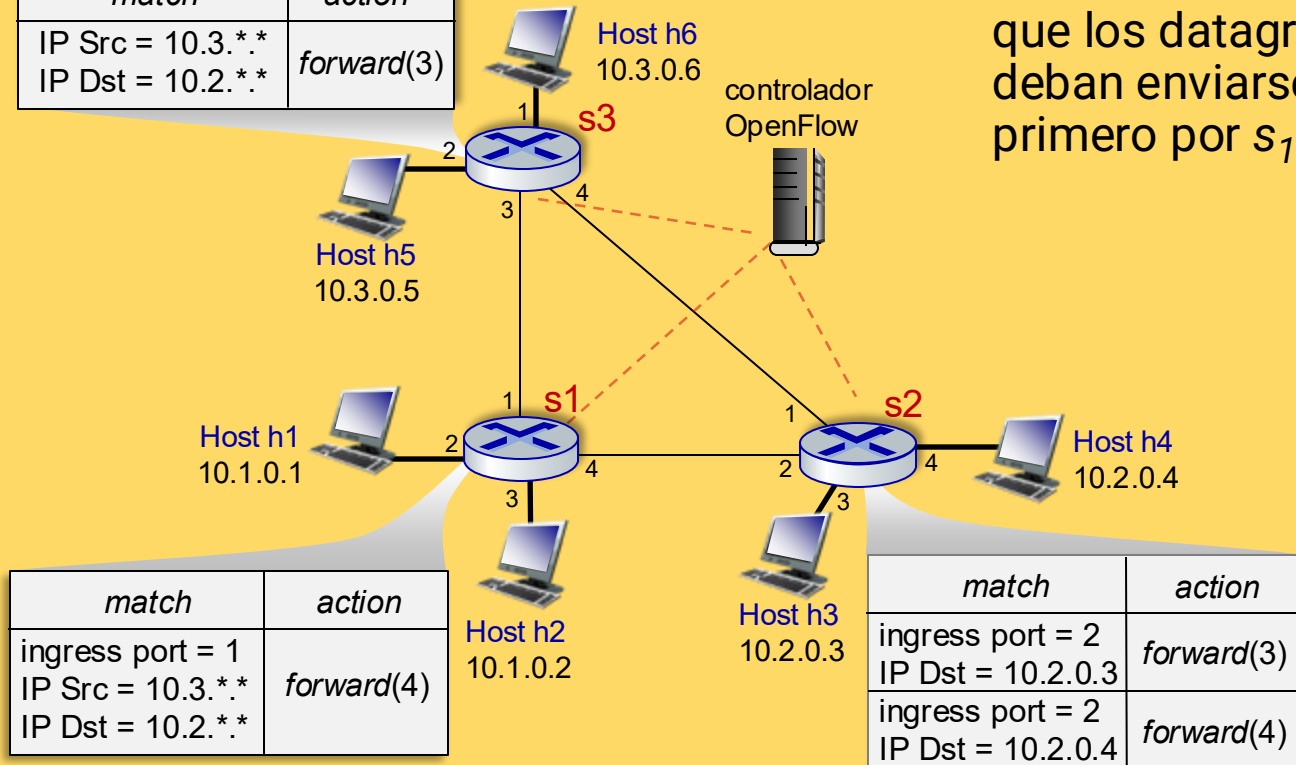 match action
IP Src = 10.3.*.*
IP Dst = 10.2.*.*
forward(3)
Host h6
10.3.0.6
controlador
OpenFlow
deban
primero por s1
que los
1
s3
2
3
4
Host h5
10.3.0.5
1
s1
2
3
4
Host h1
10.1.0.1
1
s2
2
3
4
Host h4
10.2.0.4
Host h2
10.1.0.2
Host h3
10.2.0.3
match action
ingress port = 1
IP Src = 10.3.*.*
IP Dst = 10.2.*.*
forward(4)
match action
ingress port = 2
IP Dst = 10.2.0.3
forward(3)
ingress port = 2
IP Dst = 10.2.0.4
forward(4)